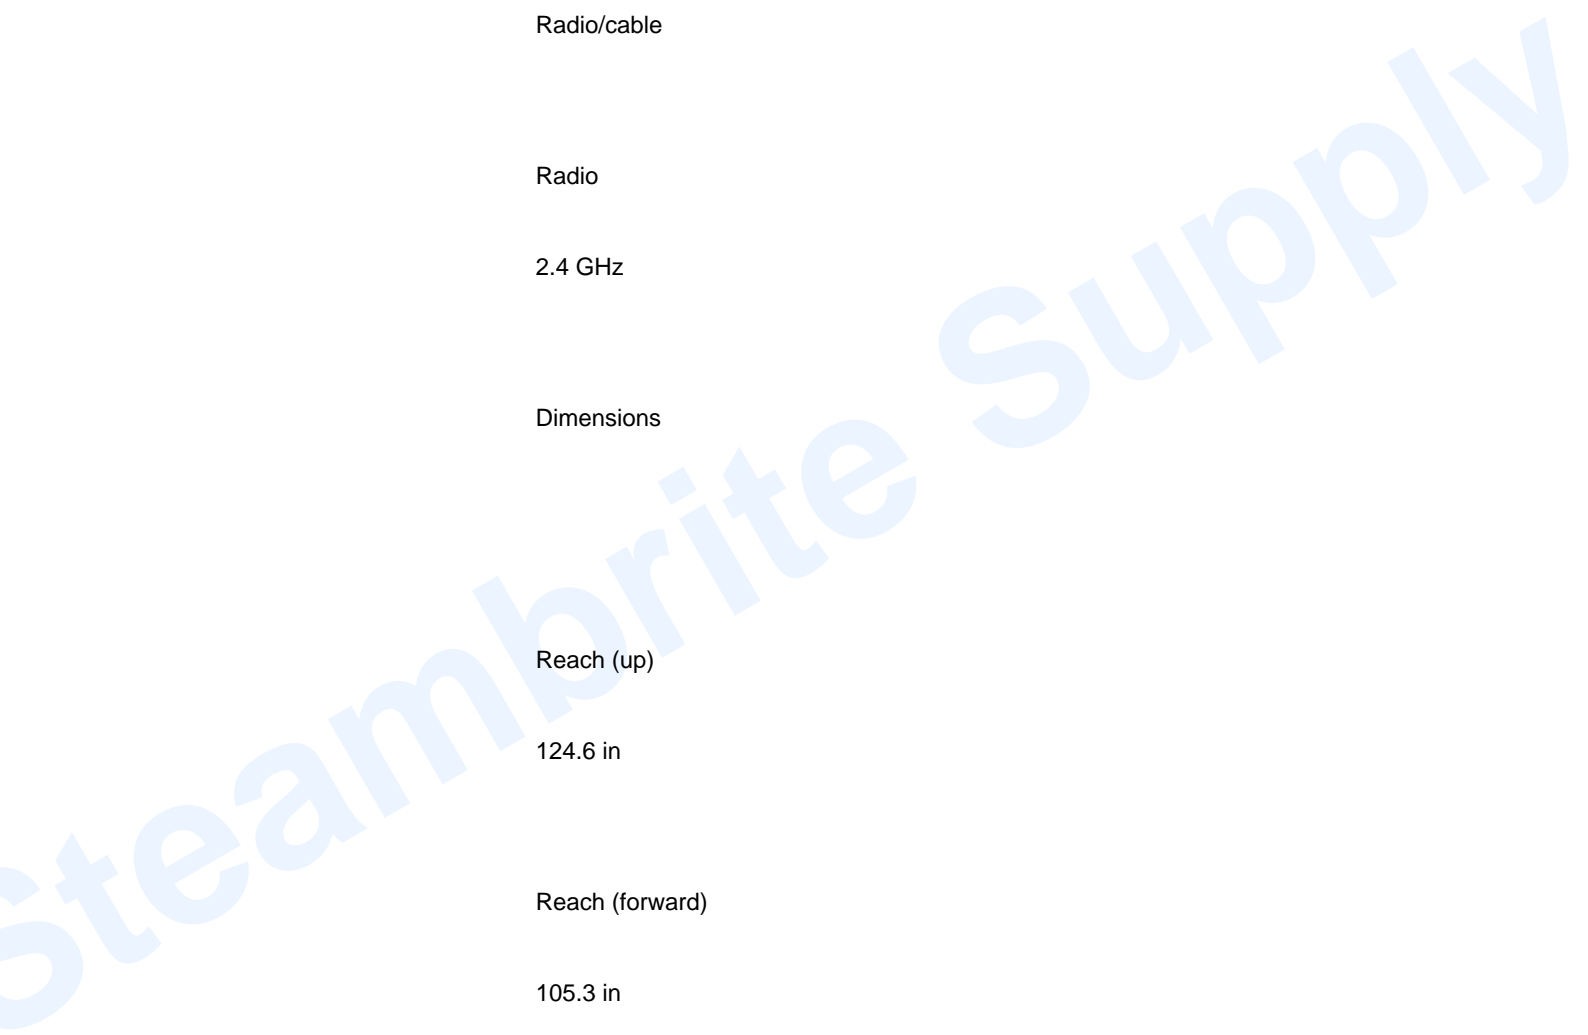 Radio/cable
Radio
2.4 GHz
Dimensions
Reach (up)
124.6 in
Reach (forward)
105.3 in
Steambrite Supply